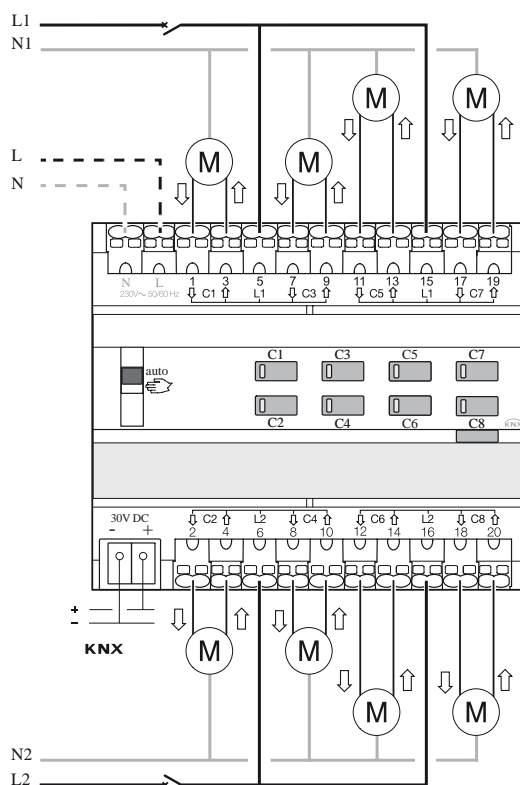 L1
N1
M M
M M
L
N
N L 1 3 5 7 9 11 13 15 17 19
230V~ 50/60 Hz C1 L1 C3 C5 L1 C7
auto
C1 C3 C5 C7
C2 C4 C6 C8
KNX
30V DC
- +
C2 L2 C4 C6 L2 C8
2 4 6 8 10 12 14 16 18 20
+
-
KNX
M M
M M
N2
L2